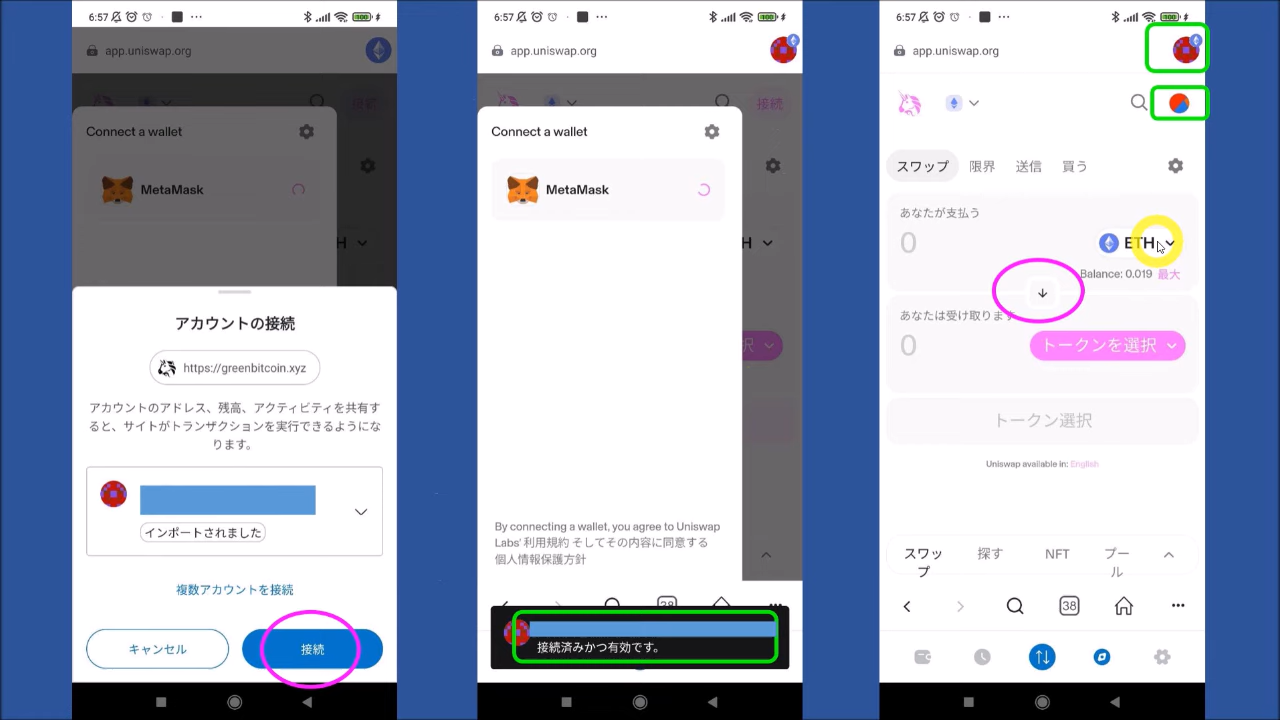 6:57
app.uniswap.org
接続
Connect a wallet
MetaMask
H
アカウントの接続
https://greenbitcoin.xyz
アカウントのアドレス、残高、アクティビティを共有す
ると、サイトがトランザクションを実行できるようにな
ります。
インポートされました
複数アカウントを接続
キャンセル
接続
6:57
100
app.uniswap.org
接続
Connect a wallet
MetaMask
H
択
By connecting a wallet, you agree to Uniswap
Labs' 利用規約 そしてその内容に同意する
個人情報保護方針
38
接続済みかつ有効です。
6:57
100
app.uniswap.org
スワップ 限界 送信 買う
あなたが支払う
0
ETH
Balance: 0.019 最大
あなたは受け取ります
0
トークンを選択
トークン選択
Uniswap available in: English
スワッ
プ
探す
NFT
プー
ル
38